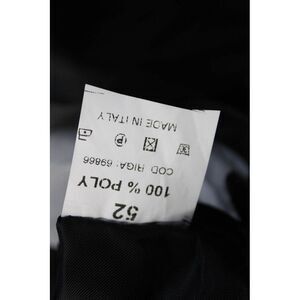 52
100 % POLY
COD. RIGA: 69866
MADE IN ITALY